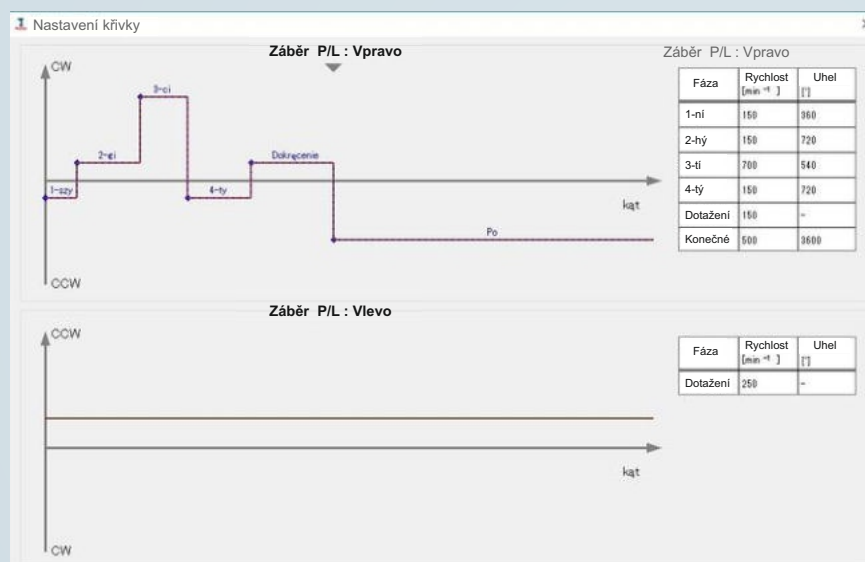 Nastavení křivky
Záběr P/L : Vpravo
Záběr P/L : Vpravo
CW
1-szy
2-gi
3-ci
4-ty
Dokręcenie
Po
kąt
CCW
Fáza Rychlost [min⁻¹] Uhel [°]
1-ní 150 360
2-hý 150 720
3-tí 700 540
4-tý 150 720
Dotažení 150 -
Konečné 500 3600
Záběr P/L : Vlevo
CCW
kąt
CW
Fáza Rychlost [min⁻¹] Uhel [°]
Dotažení 250 -